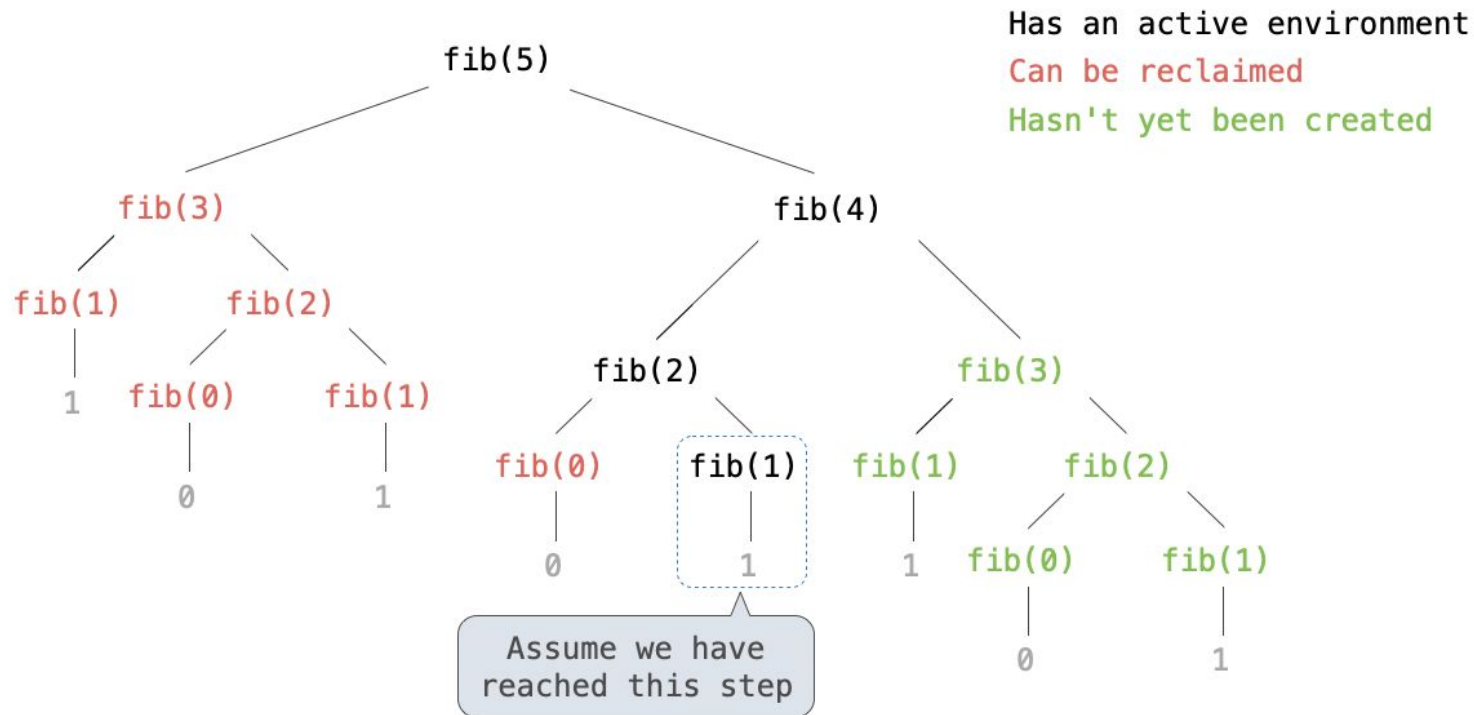 Has an active environment
Can be reclaimed
Hasn't yet been created
fib(5)
fib(3)
fib(4)
fib(1)
fib(2)
fib(2)
fib(3)
1
fib(0)
fib(1)
fib(0)
fib(1)
fib(1)
fib(2)
0
1
0
1
1
fib(0)
fib(1)
0
1
Assume we have
reached this step